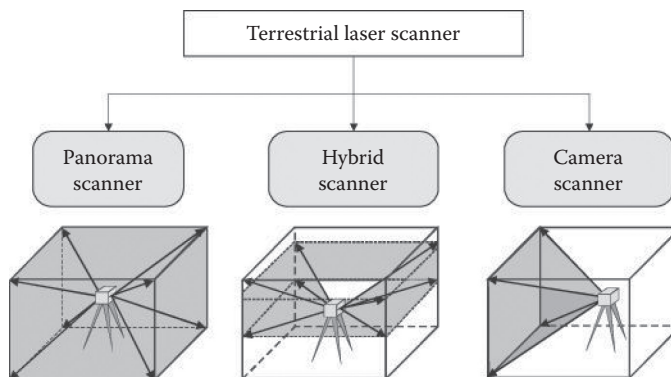 Terrestrial laser scanner
Panorama
scanner
Hybrid
scanner
Camera
scanner